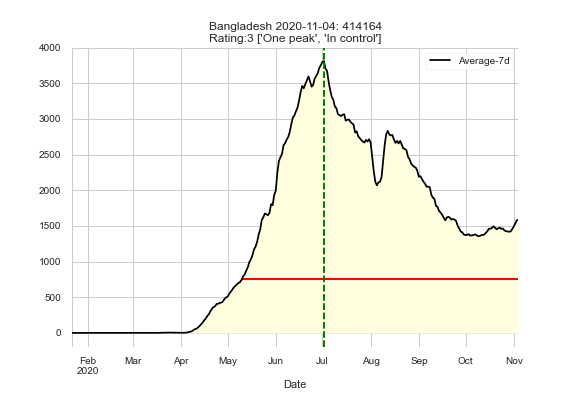 Bangladesh 2020-11-04: 414164
Rating:3 ['One peak', 'In control']
4000
3500
3000
2500
2000
1500
1000
500
0
Average-7d
Feb Mar Apr May Jun Jul Aug Sep Oct Nov
2020
Date